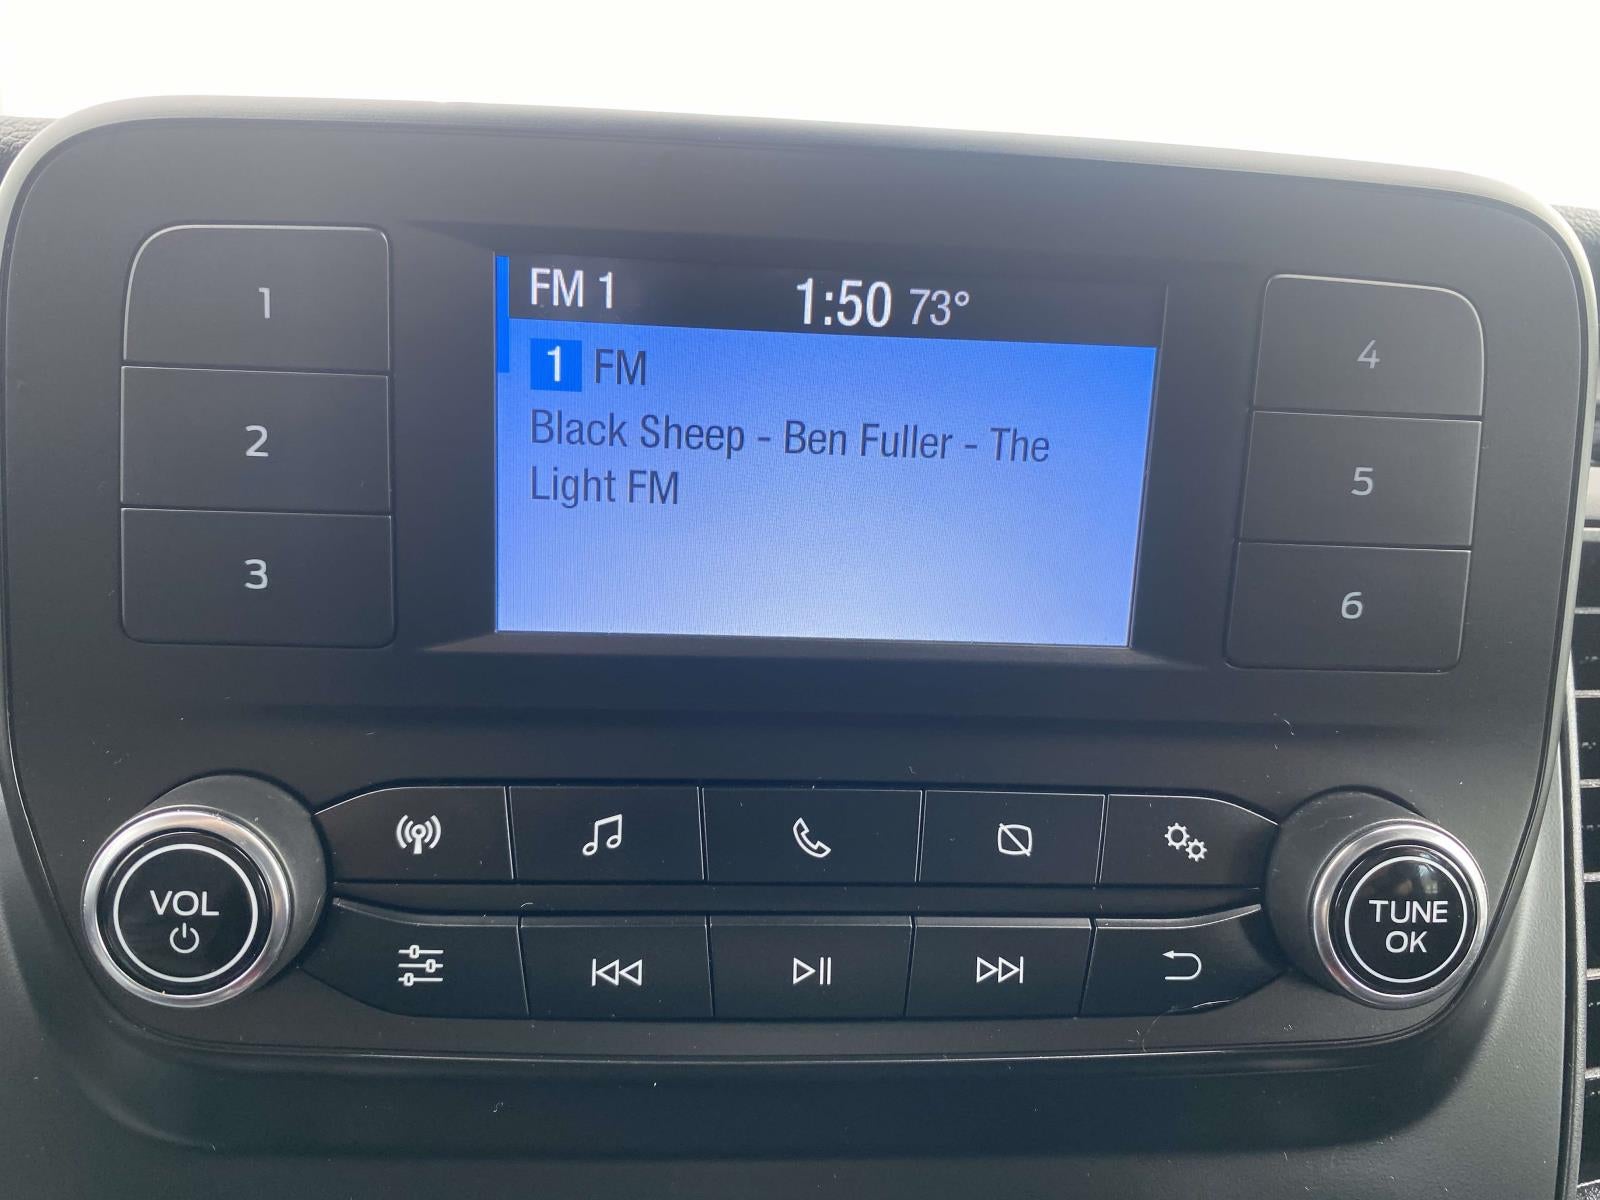 1
2
3
FM 1 1:50 73°
1 FM
Black Sheep - Ben Fuller - The
Light FM
4
5
6
VOL
TUNE
OK